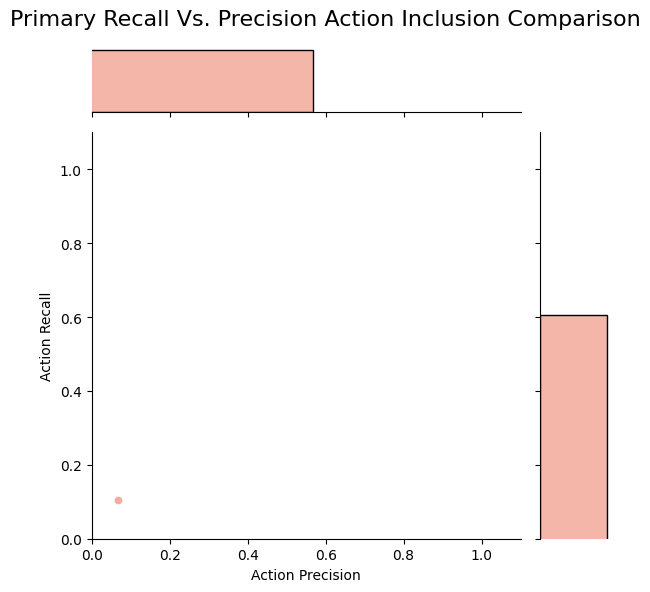 Primary Recall Vs. Precision Action Inclusion Comparison
1.0
0.8
0.6
0.4
0.2
0.0
Action Recall
0.0 0.2 0.4 0.6 0.8 1.0
Action Precision